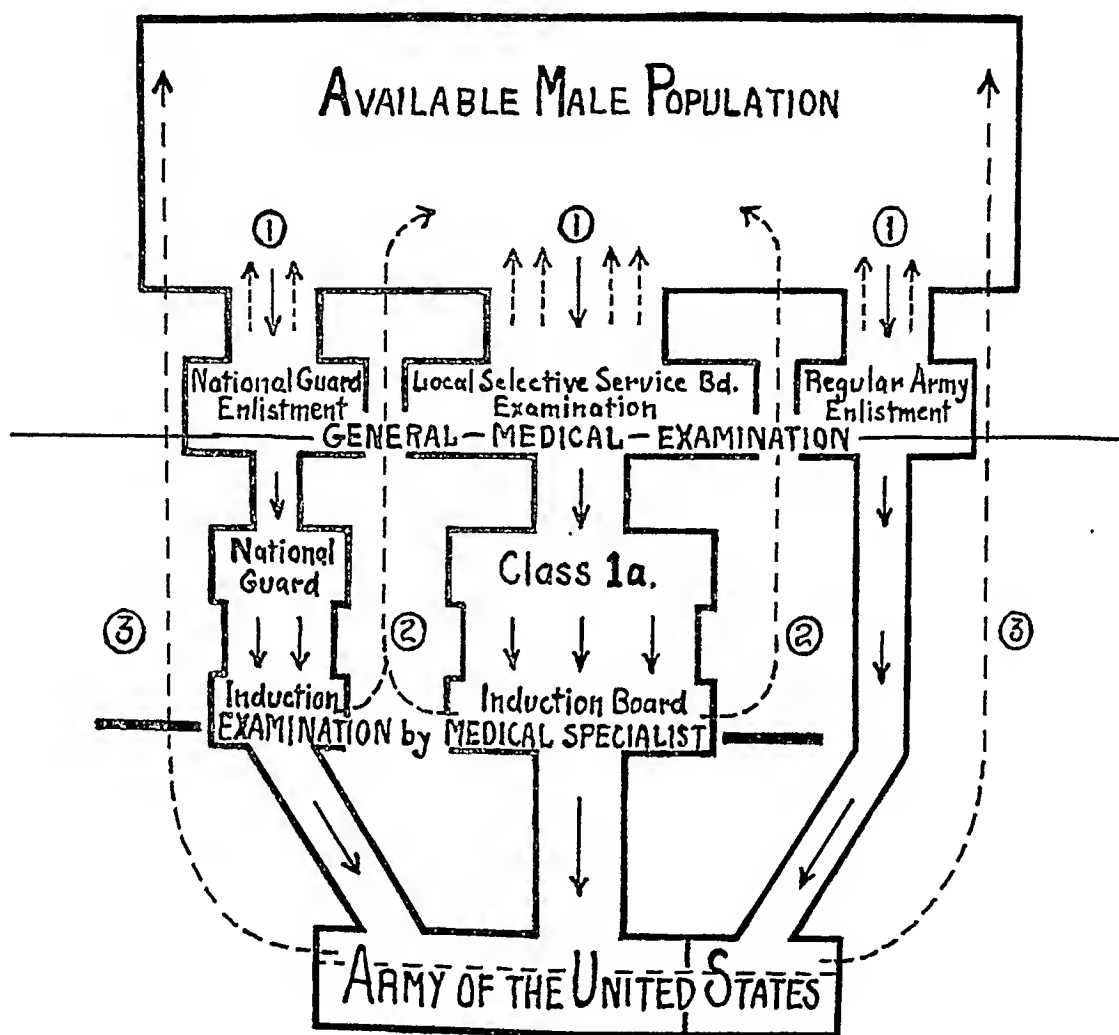 AVAILABLE MALE POPULATION
① ① ①
National Guard Enlistment
Local Selective Service Bd. Examination
Regular Army Enlistment
GENERAL-MEDICAL-EXAMINATION
National Guard
Class 1a.
③ ② ② ③
Induction
Induction Board
EXAMINATION by MEDICAL SPECIALIST
ARMY OF THE UNITED STATES